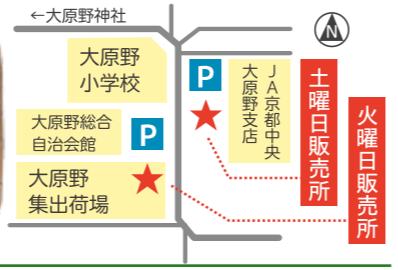 ←大原野神社
N
大原野
小学校
P
JA京都中央
大原野支店
土曜日販売所
火曜日販売所
大原野総合
自治会館
P
大原野
集出荷場